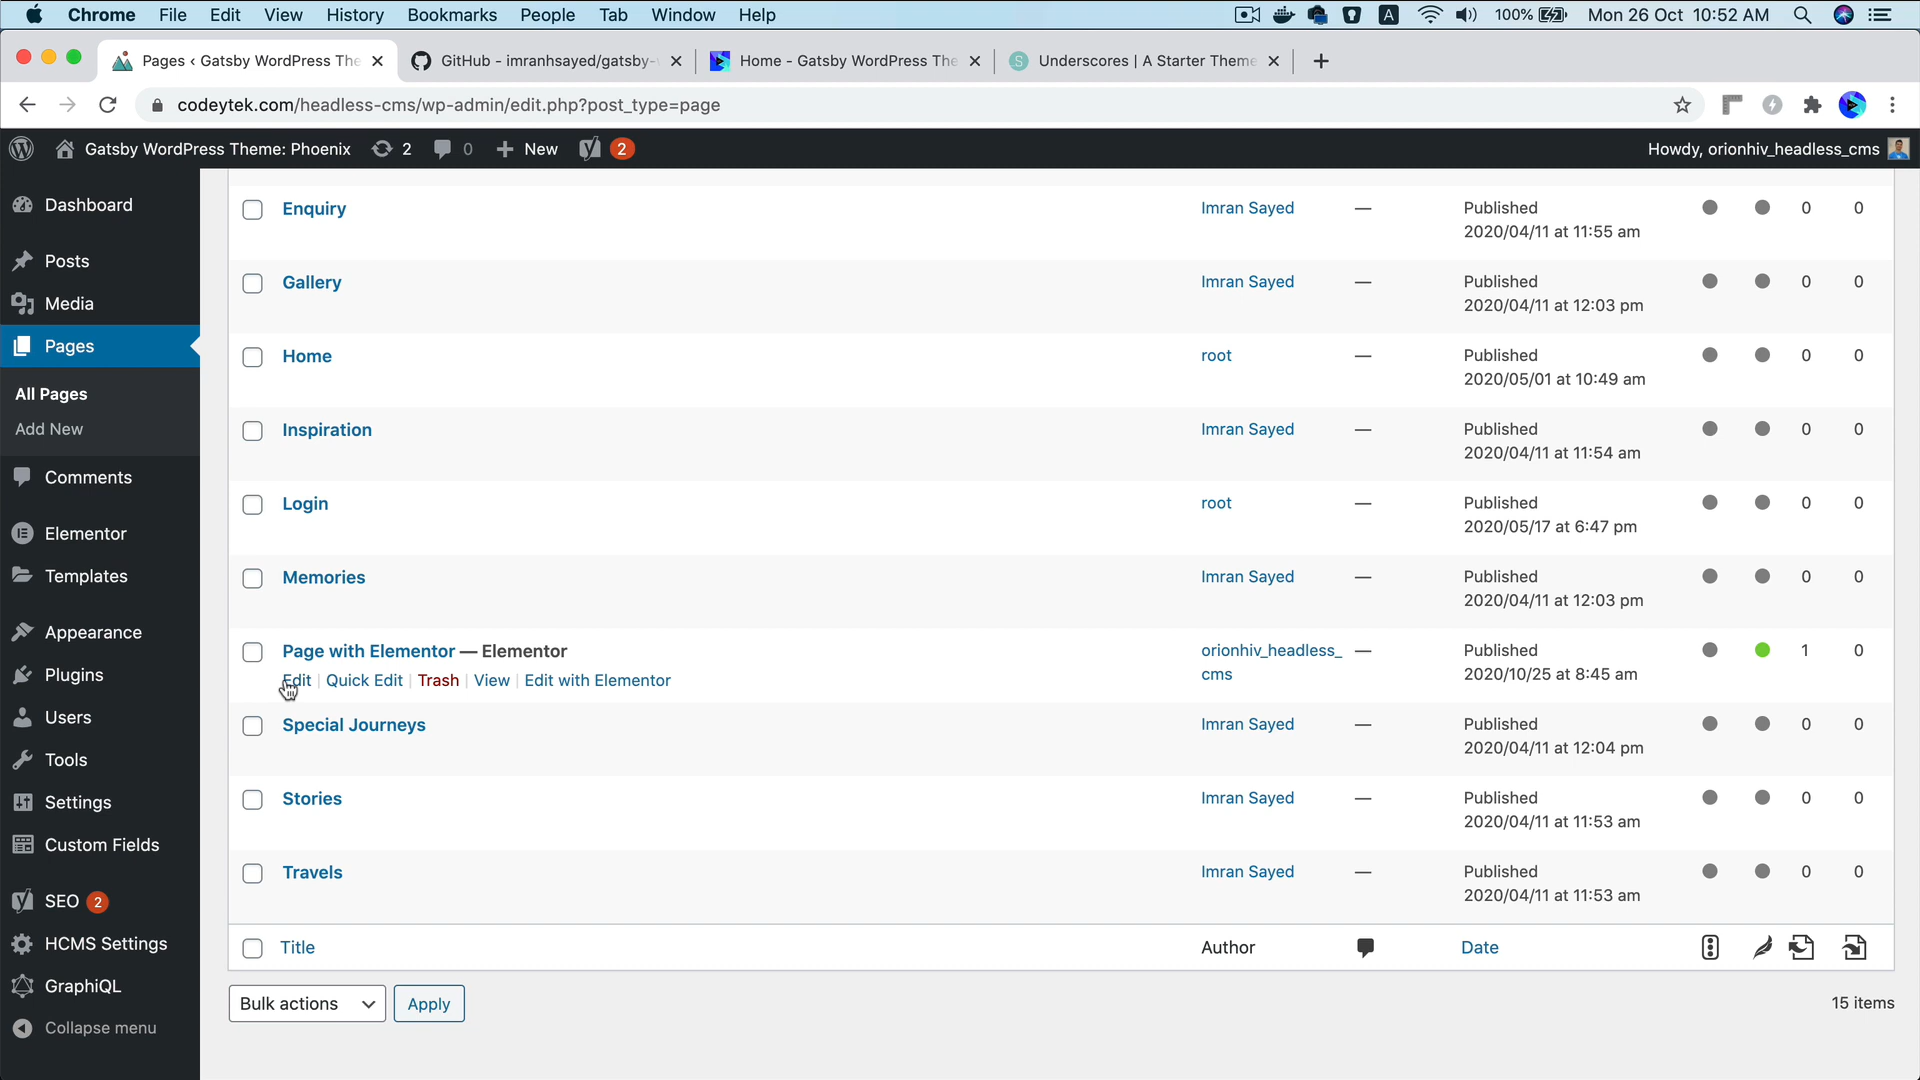 Chrome File Edit View History Bookmarks People Tab Window Help 100% Mon 26 Oct 10:52 AM
Pages ‹ Gatsby WordPress The
GitHub - imranhsayed/gatsby-
Home - Gatsby WordPress The
Underscores | A Starter Theme
codeytek.com/headless-cms/wp-admin/edit.php?post_type=page
Gatsby WordPress Theme: Phoenix 2 0 New 2 Howdy, orionhiv_headless_cms
Dashboard
Posts
Media
Pages
All Pages
Add New
Comments
Elementor
Templates
Appearance
Plugins
Users
Tools
Settings
Custom Fields
SEO 2
HCMS Settings
GraphiQL
Collapse menu
Enquiry Imran Sayed — Published 0 0
2020/04/11 at 11:55 am
Gallery Imran Sayed — Published 0 0
2020/04/11 at 12:03 pm
Home root — Published 0 0
2020/05/01 at 10:49 am
Inspiration Imran Sayed — Published 0 0
2020/04/11 at 11:54 am
Login root — Published 0 0
2020/05/17 at 6:47 pm
Memories Imran Sayed — Published 0 0
2020/04/11 at 12:03 pm
Page with Elementor — Elementor orionhiv_headless_ — Published 1 0
Edit | Quick Edit | Trash | View | Edit with Elementor cms 2020/10/25 at 8:45 am
Special Journeys Imran Sayed — Published 0 0
2020/04/11 at 12:04 pm
Stories Imran Sayed — Published 0 0
2020/04/11 at 11:53 am
Travels Imran Sayed — Published 0 0
2020/04/11 at 11:53 am
Title Author Date
Bulk actions Apply 15 items